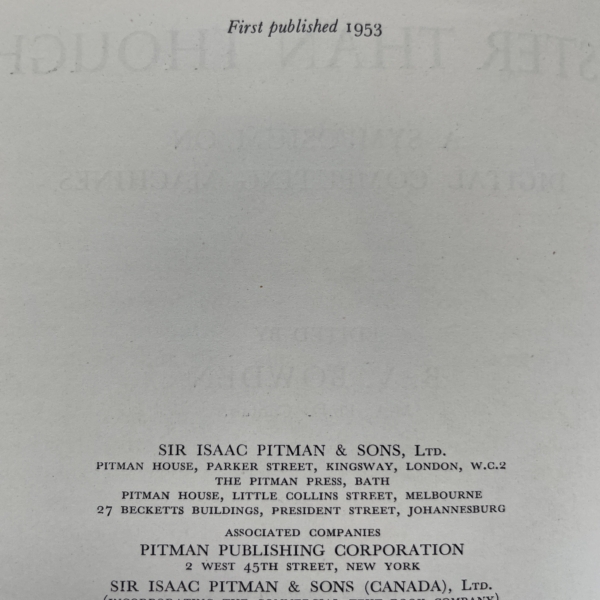 First published 1953
SIR ISAAC PITMAN & SONS, LTD.
PITMAN HOUSE, PARKER STREET, KINGSWAY, LONDON, W.C.2
THE PITMAN PRESS, BATH
PITMAN HOUSE, LITTLE COLLINS STREET, MELBOURNE
27 BECKETTS BUILDINGS, PRESIDENT STREET, JOHANNESBURG
ASSOCIATED COMPANIES
PITMAN PUBLISHING CORPORATION
2 WEST 45TH STREET, NEW YORK
SIR ISAAC PITMAN & SONS (CANADA), LTD.